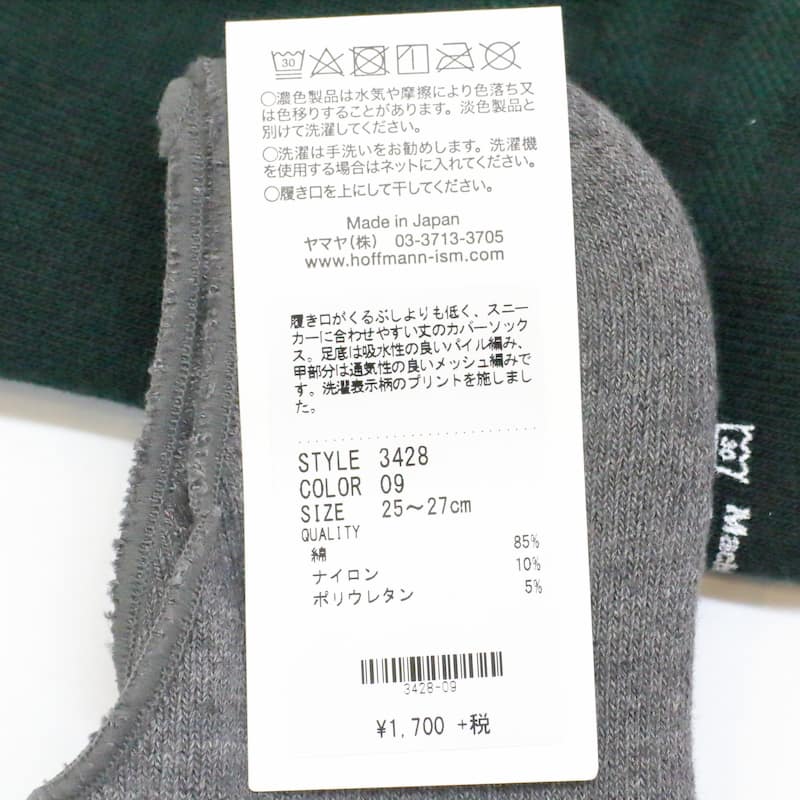 30
○濃色製品は水気や摩擦により色落ち又
は色移りすることがあります。淡色製品と
別けて洗濯してください。
○洗濯は手洗いをお勧めします。洗濯機
を使用する場合はネットに入れてください。
○履き口を上にして干してください。
Made in Japan
ヤマヤ(株) 03-3713-3705
www.hoffmann-ism.com
履き口がくるぶしよりも低く、スニー
カーに合わせやすい丈のカバーソック
ス。足底は吸水性の良いパイル編み、
甲部分は通気性の良いメッシュ編みで
す。洗濯表示柄のプリントを施しまし
た。
STYLE 3428
COLOR 09
SIZE 25～27cm
QUALITY
綿 85%
ナイロン 10%
ポリウレタン 5%
3428-09
¥1,700 +税
30 Mach